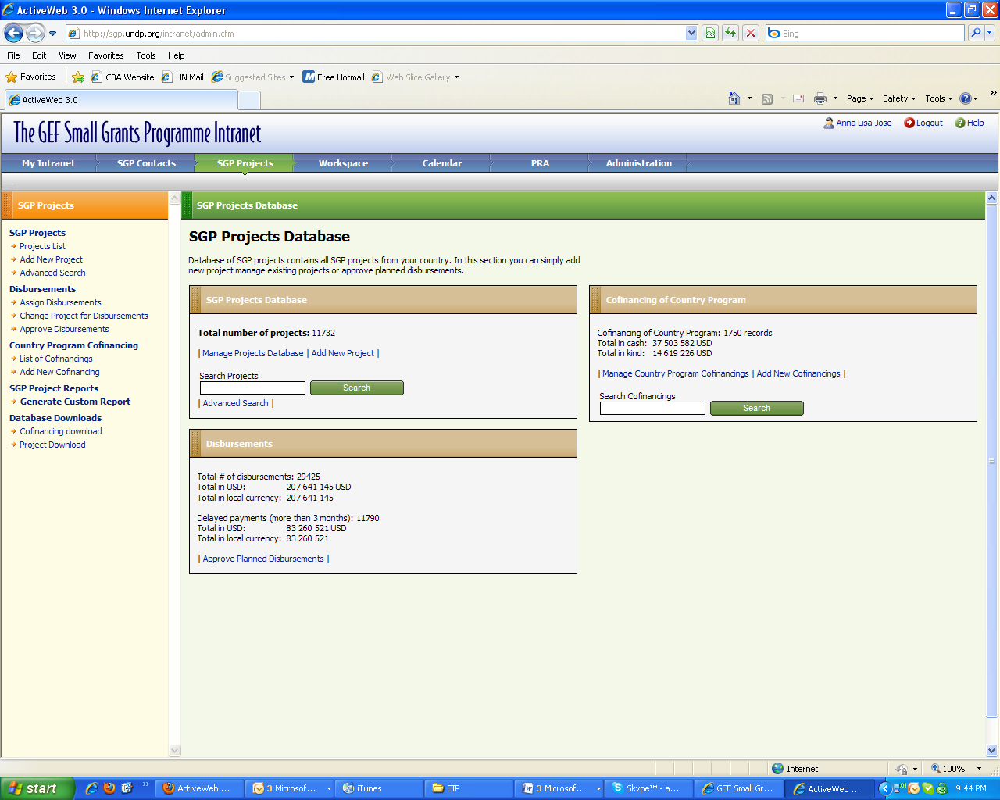 ActiveWeb 3.0 - Windows Internet Explorer
http://sgp.undp.org/intranet/admin.cfm
Bing
File Edit View Favorites Tools Help
Favorites CBA Website UN Mail Suggested Sites Free Hotmail Web Slice Gallery
ActiveWeb 3.0
Page Safety Tools
The GEF Small Grants Programme Intranet
Anna Lisa Jose Logout Help
My Intranet SGP Contacts SGP Projects Workspace Calendar PRA Administration
SGP Projects
SGP Projects
Projects List
Add New Project
Advanced Search
Disbursements
Assign Disbursements
Change Project for Disbursements
Approve Disbursements
Country Program Cofinancing
List of Cofinancings
Add New Cofinancing
SGP Project Reports
Generate Custom Report
Database Downloads
Cofinancing download
Project Download
SGP Projects Database
SGP Projects Database
Database of SGP projects contains all SGP projects from your country. In this section you can simply add
new project manage existing projects or approve planned disbursements.
SGP Projects Database
Total number of projects: 11732
| Manage Projects Database | Add New Project |
Search Projects
Search
| Advanced Search |
Cofinancing of Country Program
Cofinancing of Country Program: 1750 records
Total in cash: 37 503 582 USD
Total in kind: 14 619 226 USD
| Manage Country Program Cofinancings | Add New Cofinancings |
Search Cofinancings
Search
Disbursements
Total # of disbursements: 29425
Total in USD: 207 641 145 USD
Total in local currency: 207 641 145
Delayed payments (more than 3 months): 11790
Total in USD: 83 260 521 USD
Total in local currency: 83 260 521
| Approve Planned Disbursements |
Internet 100%
start ActiveWeb ... 3 Microsof... iTunes EIP 3 Microsof... Skype™ - a... GEF Small Gr... ActiveWeb ... 9:44 PM